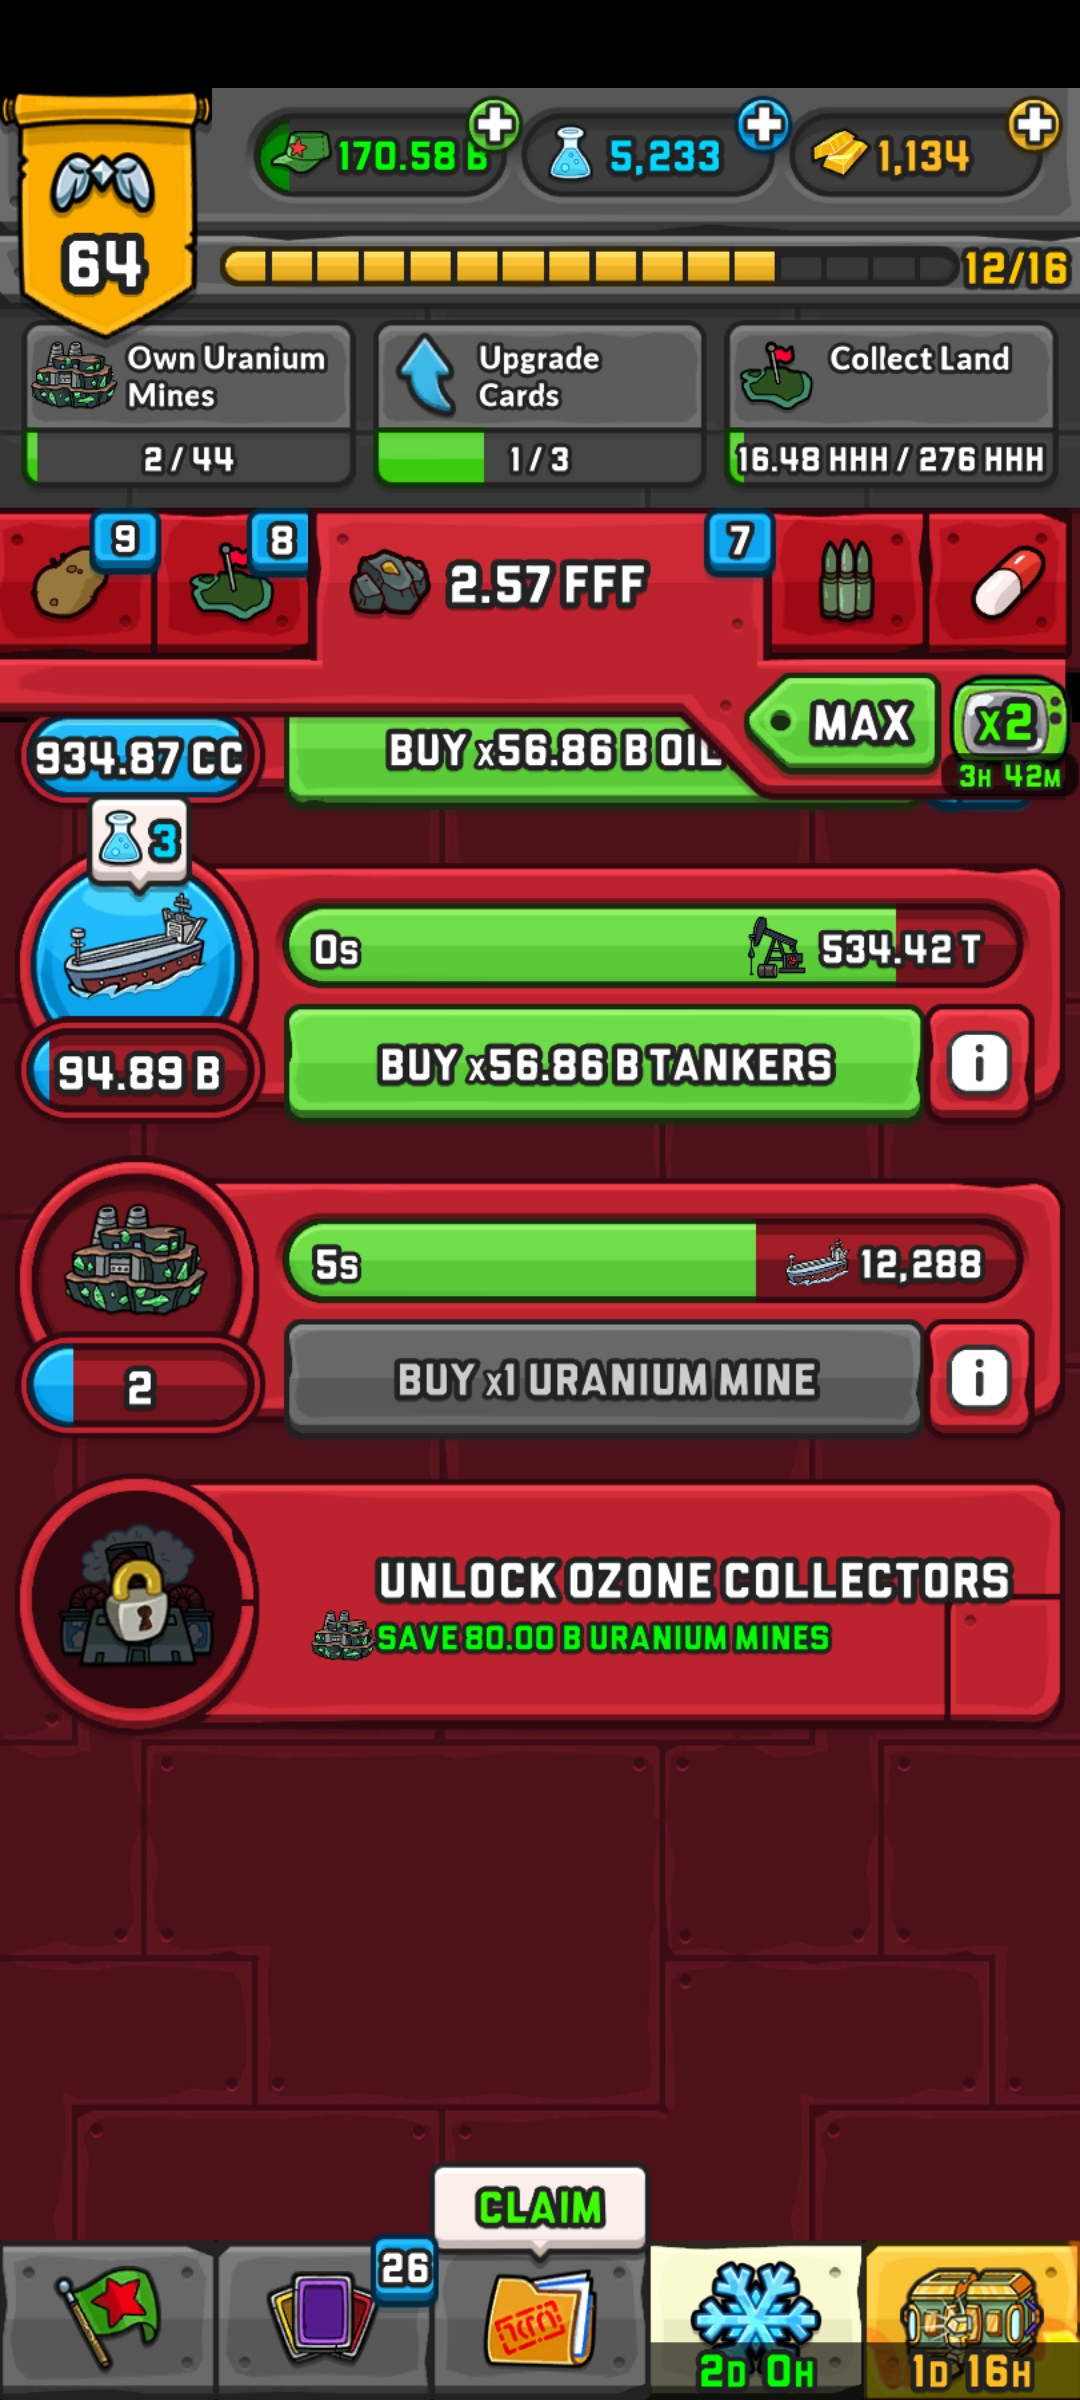 64
170.58 B
5,233
1,134
12/16
Own Uranium
Mines
2 / 44
Upgrade
Cards
1 / 3
Collect Land
16.48 HHH / 276 HHH
9
8
2.57 FFF
7
MAX
x2
3H 42M
934.87 CC
BUY x56.86 B OIL
3
0s
534.42 T
94.89 B
BUY x56.86 B TANKERS
i
5s
12,288
2
BUY x1 URANIUM MINE
i
UNLOCK OZONE COLLECTORS
SAVE 80.00 B URANIUM MINES
CLAIM
26
2D 0H
1D 16H